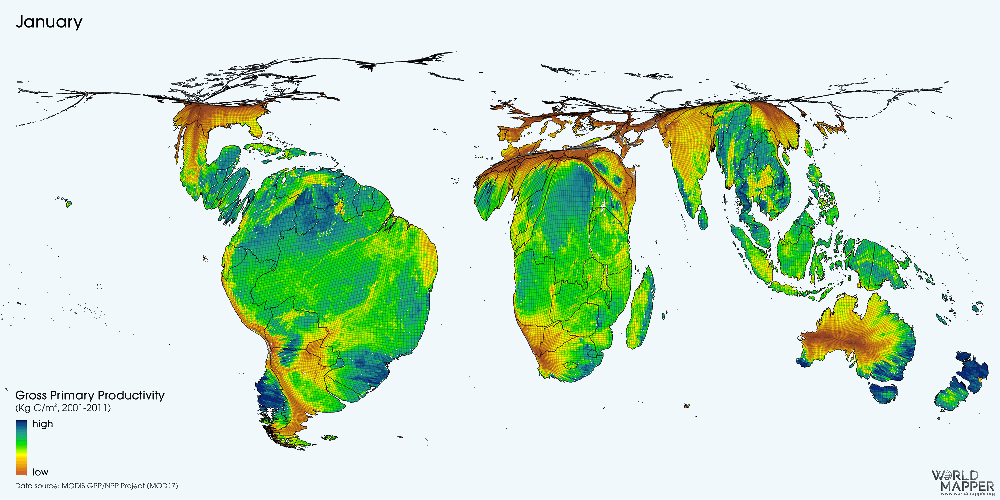 January
Gross Primary Productivity
(Kg C/m², 2001-2011)
high
low
Data source: MODIS GPP/NPP Project (MOD17)
WORLD
MAPPER
www.worldmapper.org